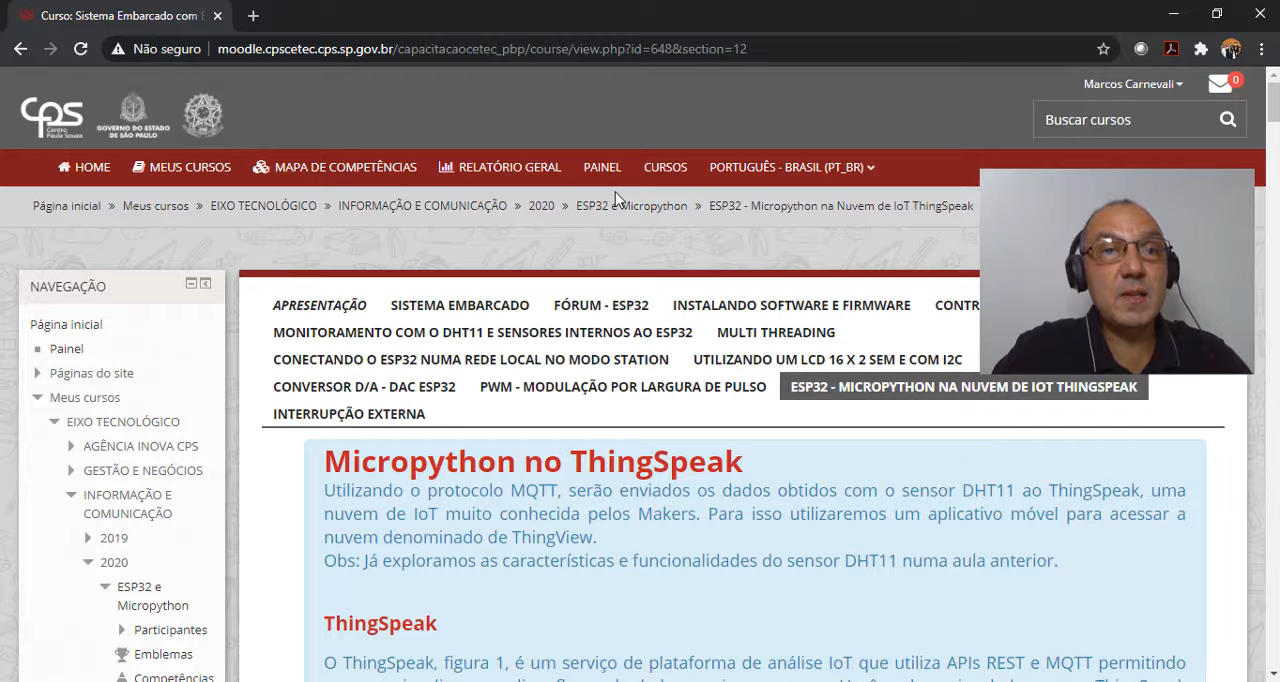 Curso: Sistema Embarcado com E
Não seguro
moodle.cpscetec.cps.sp.gov.br/capacitacaocetec_pbp/course/view.php?id=648&section=12
Marcos Carnevali
0
cps
Centro
Paula Souza
GOVERNO DO ESTADO
DE SÃO PAULO
Buscar cursos
HOME MEUS CURSOS MAPA DE COMPETÊNCIAS RELATÓRIO GERAL PAINEL CURSOS PORTUGUÊS - BRASIL (PT_BR)
Página inicial » Meus cursos » EIXO TECNOLÓGICO » INFORMAÇÃO E COMUNICAÇÃO » 2020 » ESP32 e Micropython » ESP32 - Micropython na Nuvem de IoT ThingSpeak
NAVEGAÇÃO
Página inicial
Painel
Páginas do site
Meus cursos
EIXO TECNOLÓGICO
AGÊNCIA INOVA CPS
GESTÃO E NEGÓCIOS
INFORMAÇÃO E
COMUNICAÇÃO
2019
2020
ESP32 e
Micropython
Participantes
Emblemas
Competências
APRESENTAÇÃO SISTEMA EMBARCADO FÓRUM - ESP32 INSTALANDO SOFTWARE E FIRMWARE CONTR
MONITORAMENTO COM O DHT11 E SENSORES INTERNOS AO ESP32 MULTI THREADING
CONECTANDO O ESP32 NUMA REDE LOCAL NO MODO STATION UTILIZANDO UM LCD 16 X 2 SEM E COM I2C
CONVERSOR D/A - DAC ESP32 PWM - MODULAÇÃO POR LARGURA DE PULSO ESP32 - MICROPYTHON NA NUVEM DE IOT THINGSPEAK
INTERRUPÇÃO EXTERNA
Micropython no ThingSpeak
Utilizando o protocolo MQTT, serão enviados os dados obtidos com o sensor DHT11 ao ThingSpeak, uma
nuvem de IoT muito conhecida pelos Makers. Para isso utilizaremos um aplicativo móvel para acessar a
nuvem denominado de ThingView.
Obs: Já exploramos as características e funcionalidades do sensor DHT11 numa aula anterior.
ThingSpeak
O ThingSpeak, figura 1, é um serviço de plataforma de análise IoT que utiliza APIs REST e MQTT permitindo